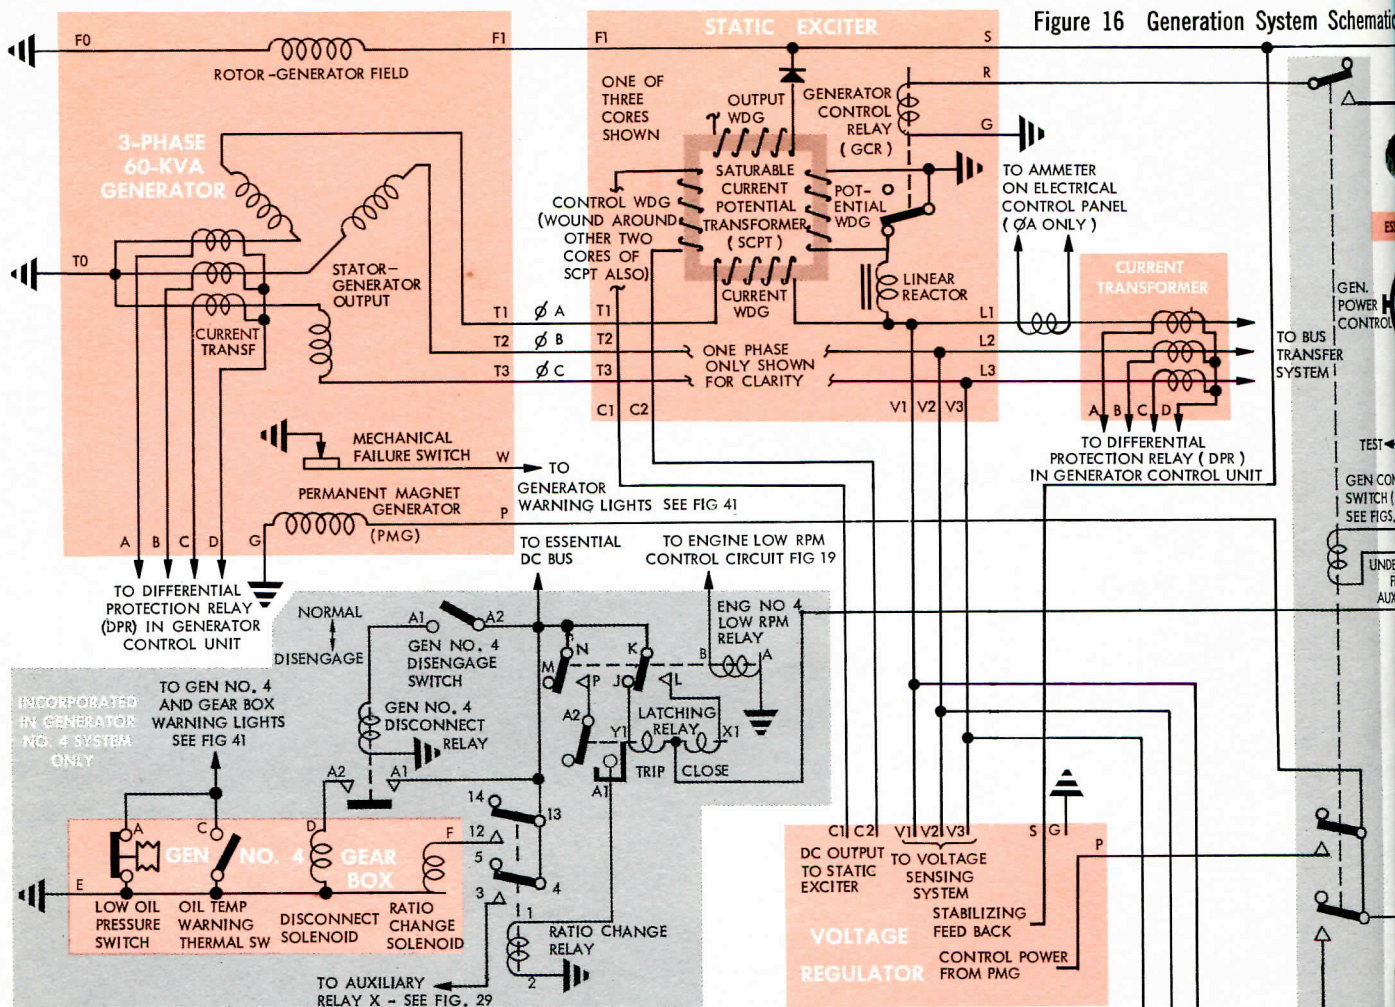 Figure 16 Generation System Schematic
F0
F1
ROTOR-GENERATOR FIELD
3-PHASE
60-KVA
GENERATOR
T0
STATOR-
GENERATOR
OUTPUT
CURRENT
TRANSF
T1
T2
T3
Ø A
Ø B
Ø C
MECHANICAL
FAILURE SWITCH
W
TO
GENERATOR
WARNING LIGHTS SEE FIG 41
PERMANENT MAGNET
GENERATOR
(PMG)
P
A B C D G
TO DIFFERENTIAL
PROTECTION RELAY
(DPR) IN GENERATOR
CONTROL UNIT
STATIC EXCITER
F1
S
ONE OF
THREE
CORES
SHOWN
OUTPUT
WDG
GENERATOR
CONTROL
RELAY
(GCR)
R
G
SATURABLE
CURRENT
POTENTIAL
TRANSFORMER
(SCPT)
CONTROL WDG
(WOUND AROUND
OTHER TWO
CORES OF
SCPT ALSO)
POT-
ENTIAL
WDG
LINEAR
REACTOR
CURRENT
WDG
T1
T2
T3
ONE PHASE
ONLY SHOWN
FOR CLARITY
L1
L2
L3
C1 C2
V1 V2 V3
TO AMMETER
ON ELECTRICAL
CONTROL PANEL
(ØA ONLY)
CURRENT
TRANSFORMER
A B C D
TO BUS
TRANSFER
SYSTEM
TO DIFFERENTIAL
PROTECTION RELAY (DPR)
IN GENERATOR CONTROL UNIT
GEN.
POWER
TEST
SEE FIGS.
TO ESSENTIAL
DC BUS
TO ENGINE LOW RPM
CONTROL CIRCUIT FIG 19
NORMAL
DISENGAGE
A1
A2
GEN NO. 4
DISENGAGE
SWITCH
ENG NO 4
LOW RPM
RELAY
N
K
M
P
J
L
B
A
GEN NO. 4
DISCONNECT
RELAY
A2
Y1
LATCHING
RELAY
X1
TRIP
CLOSE
A1
A2
A1
INCORPORATED
IN GENERATOR
NO. 4 SYSTEM
ONLY
TO GEN NO. 4
AND GEAR BOX
WARNING LIGHTS
SEE FIG 41
A
C
D
F
E
GEN NO. 4 GEAR
BOX
LOW OIL
PRESSURE
SWITCH
OIL TEMP
WARNING
THERMAL SW
DISCONNECT
SOLENOID
RATIO
CHANGE
SOLENOID
14
13
12
5
4
3
1
RATIO CHANGE
RELAY
2
TO AUXILIARY
RELAY X - SEE FIG. 29
C1 C2
V1 V2 V3
S G
P
DC OUTPUT
TO STATIC
EXCITER
TO VOLTAGE
SENSING
SYSTEM
STABILIZING
FEED BACK
VOLTAGE
REGULATOR
CONTROL POWER
FROM PMG